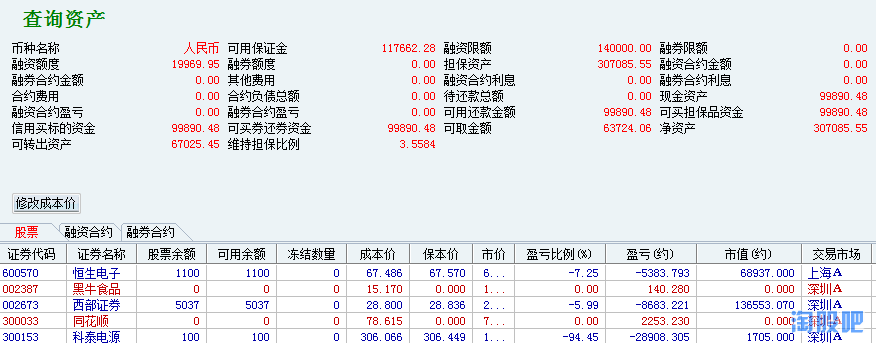 查询资产
币种名称 人民币 可用保证金 117662.28 融资限额 140000.00 融券限额 0.00
融资额度 19969.95 融券额度 0.00 担保资产 307085.55 融资合约金额 0.00
融券合约金额 0.00 其他费用 0.00 融资合约利息 0.00 融券合约利息 0.00
合约费用 0.00 合约负债总额 0.00 待还款总额 0.00 现金资产 99890.48
融资合约盈亏 0.00 融券合约盈亏 0.00 可用还款金额 99890.48 可买担保品资金 99890.48
信用买标的资金 99890.48 可买券还券资金 99890.48 可取金额 63724.06 净资产 307085.55
可转出资产 67025.45 维持担保比例 3.5584
修改成本价
股票 融资合约 融券合约
证券代码 证券名称 股票余额 可用余额 冻结数量 成本价 保本价 市价 盈亏比例(%) 盈亏(约) 市值(约) 交易市场
600570 恒生电子 1100 1100 0 67.486 67.570 6... -7.25 -5383.793 68937.000 上海A
002387 黑牛食品 0 0 0 15.170 0.000 1... 0.00 140.280 0.000 深圳A
002673 西部证券 5037 5037 0 28.800 28.836 2... -5.99 -8683.221 136553.070 深圳A
300033 同花顺 0 0 0 78.615 0.000 7... 0.00 2253.230 0.000 深圳A
300153 科泰电源 100 100 0 306.066 306.449 1... -94.45 -28908.305 1705.000 深圳A
淘股吧